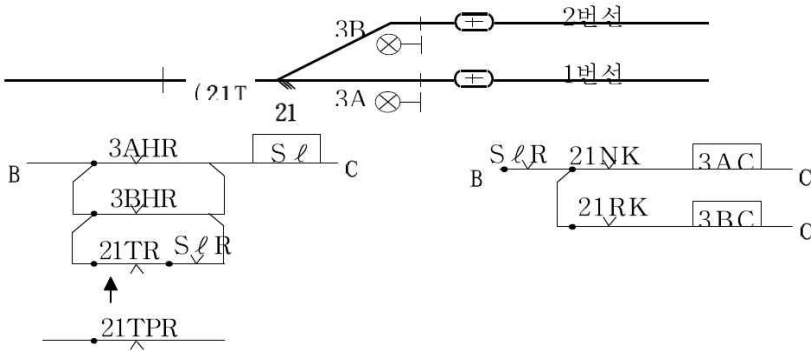 3B 2번선
(21T 3A 1번선
21
3AHR Sℓ
B C
3BHR
21TR SℓR
21TPR
SℓR 21NK 3AC
B C
21RK 3BC
C